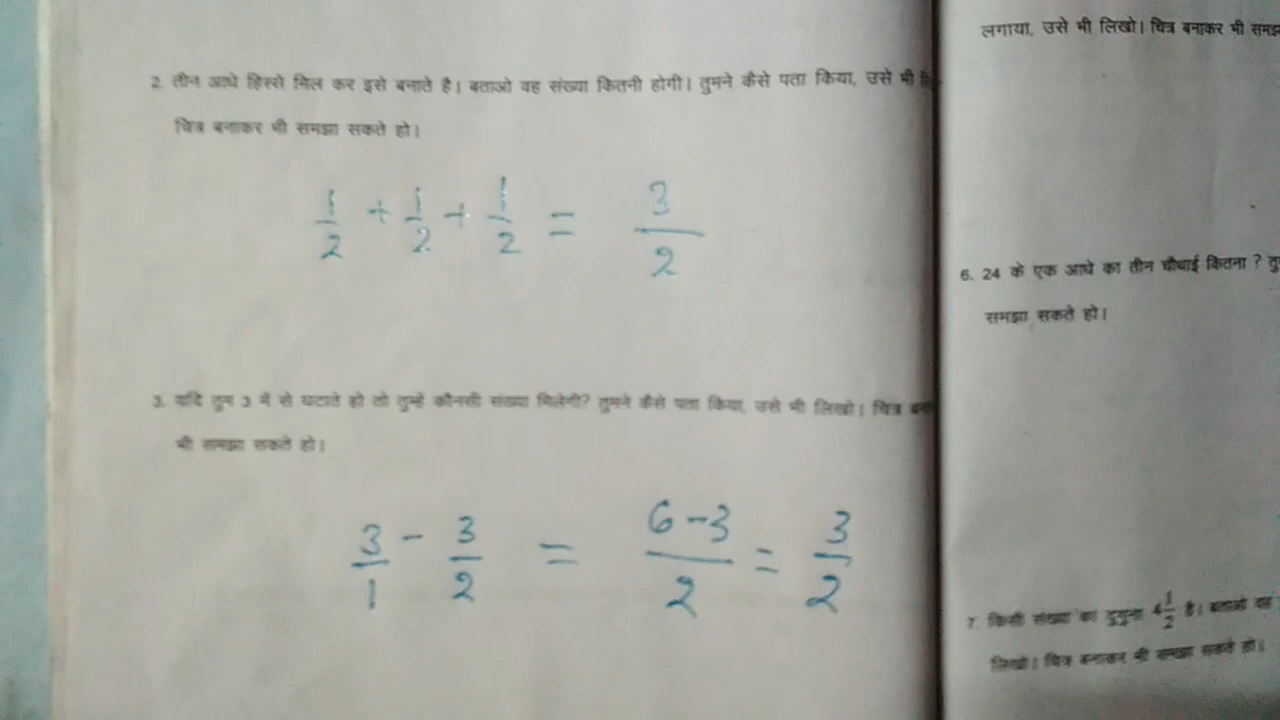 2. तीन आधे हिस्से मिल कर इसे बनाते है। बताओ वह संख्या कितनी होगी। तुमने कैसे पता किया, उसे भी
चित्र बनाकर भी समझा सकते हो।
1/2 + 1/2 + 1/2 = 3/2
3. यदि तुम 3 में से घटाते हो तो तुम्हें कौनसी संख्या मिलेगी? तुमने कैसे पता किया, उसे भी लिखो। चित्र
भी समझा सकते हो।
3/1 - 3/2 = 6-3/2 = 3/2
लगाया, उसे भी लिखो। चित्र बनाकर भी
6. 24 के एक आधे का तीन चौथाई कितना ?
समझा सकते हो।
7. किसी संख्या का दुगुना 4 1/2 है। बताओ वह
लिखो। चित्र बनाकर भी समझा सकते हो।